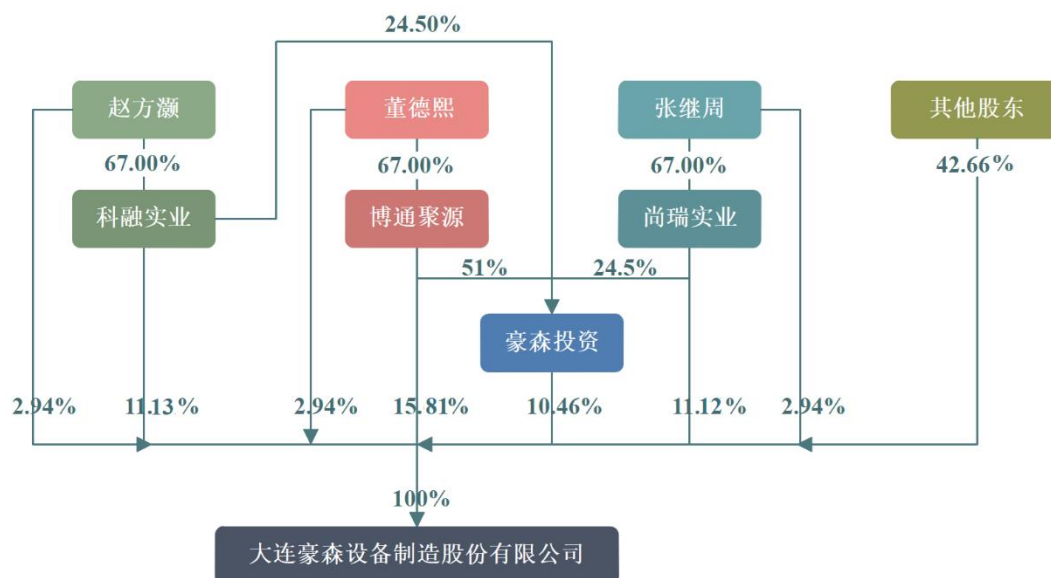 24.50%
赵方灏
董德熙
张继周
其他股东
67.00%
67.00%
67.00%
42.66%
科融实业
博通聚源
尚瑞实业
51%
24.5%
豪森投资
2.94%
11.13%
2.94%
15.81%
10.46%
11.12%
2.94%
100%
大连豪森设备制造股份有限公司